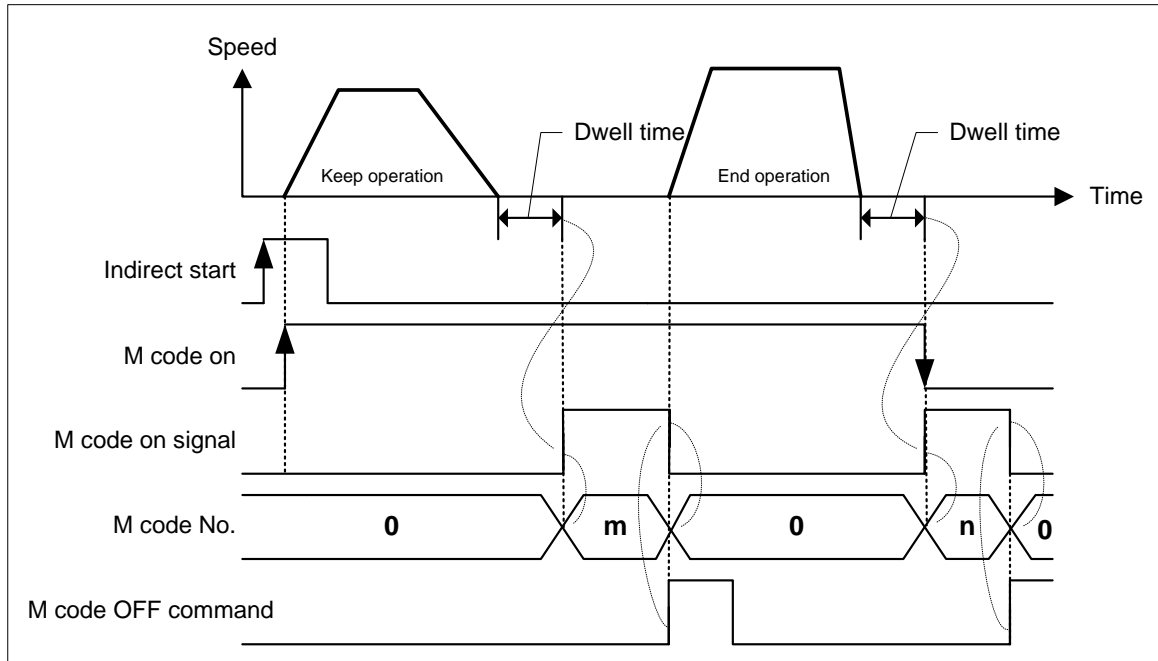 Speed
Dwell time
Dwell time
Keep operation
End operation
Time
Indirect start
M code on
M code on signal
M code No.
0
m
0
n
0
M code OFF command